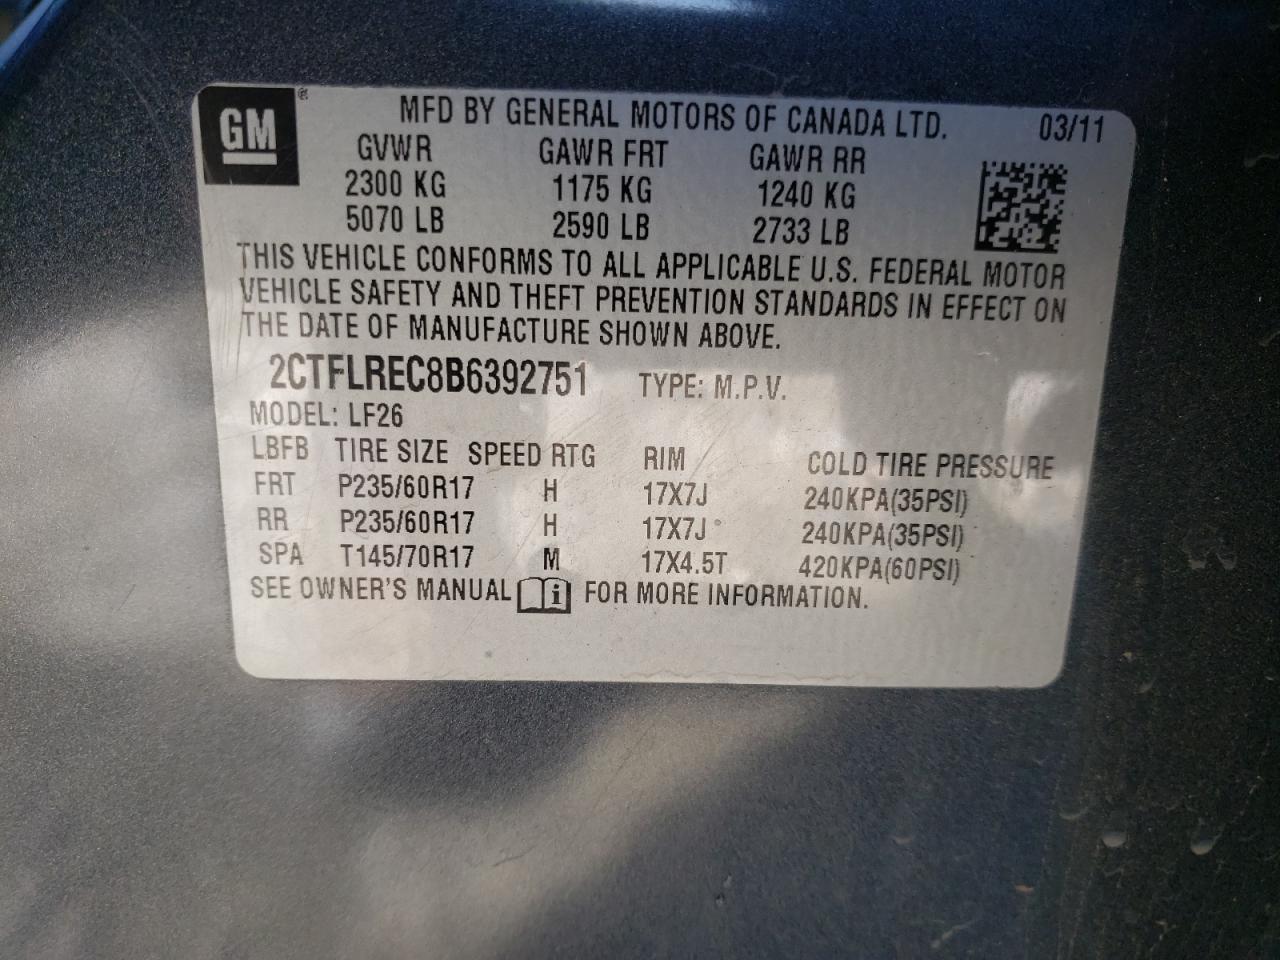 GM ®
MFD BY GENERAL MOTORS OF CANADA LTD. 03/11
GVWR GAWR FRT GAWR RR
2300 KG 1175 KG 1240 KG
5070 LB 2590 LB 2733 LB
THIS VEHICLE CONFORMS TO ALL APPLICABLE U.S. FEDERAL MOTOR
VEHICLE SAFETY AND THEFT PREVENTION STANDARDS IN EFFECT ON
THE DATE OF MANUFACTURE SHOWN ABOVE.
2CTFLREC8B6392751 TYPE: M.P.V.
MODEL: LF26
LBFB TIRE SIZE SPEED RTG RIM COLD TIRE PRESSURE
FRT P235/60R17 H 17X7J 240KPA(35PSI)
RR P235/60R17 H 17X7J 240KPA(35PSI)
SPA T145/70R17 M 17X4.5T 420KPA(60PSI)
SEE OWNER'S MANUAL i FOR MORE INFORMATION.